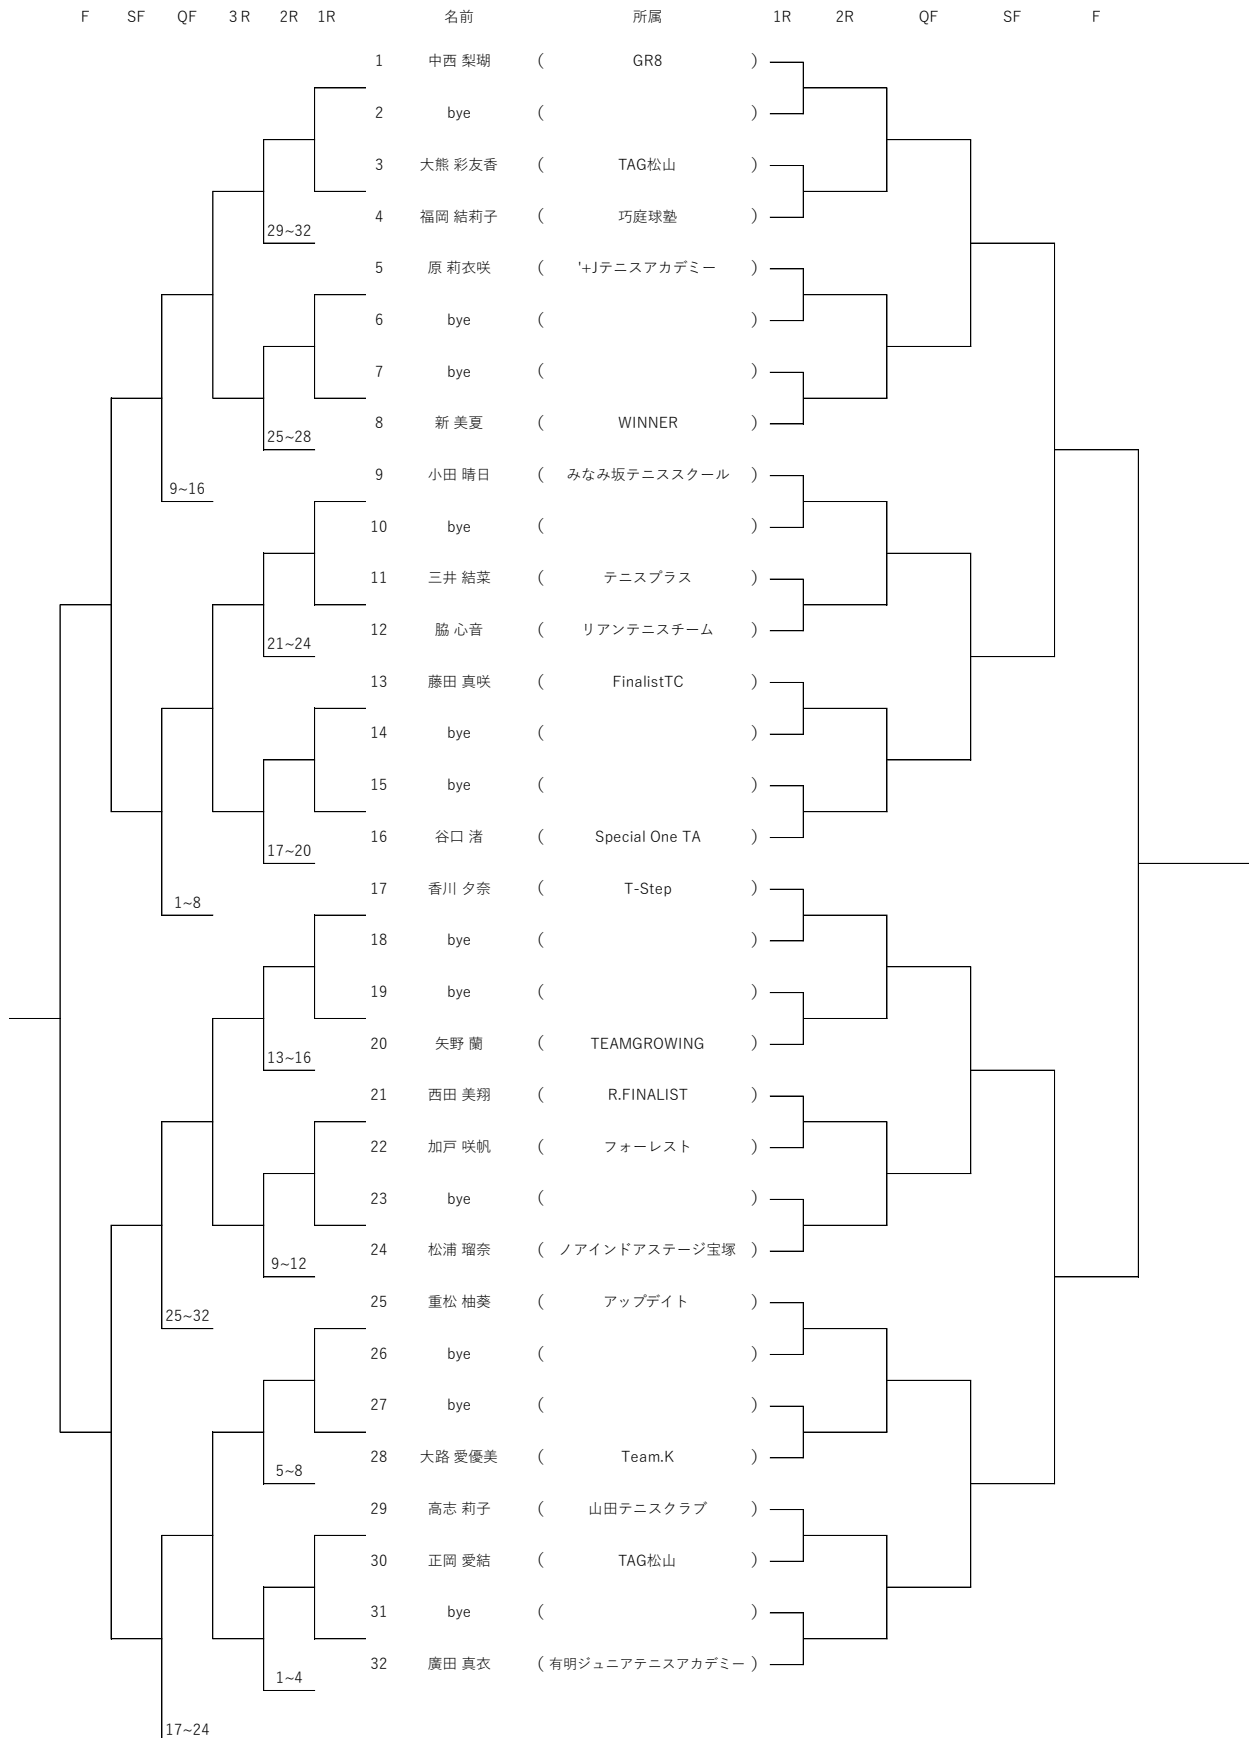 F SF QF 3R 2R 1R 名前 所属 1R 2R QF SF F
1 中西 梨瑚 ( GR8 )
2 bye ( )
3 大熊 彩友香 ( TAG松山 )
4 福岡 結莉子 ( 巧庭球塾 )
29~32
5 原 莉衣咲 ( '+Jテニスアカデミー )
6 bye ( )
7 bye ( )
8 新 美夏 ( WINNER )
25~28
9 小田 晴日 ( みなみ坂テニススクール )
9~16
10 bye ( )
11 三井 結菜 ( テニスプラス )
12 脇 心音 ( リアンテニスチーム )
21~24
13 藤田 真咲 ( FinalistTC )
14 bye ( )
15 bye ( )
16 谷口 渚 ( Special One TA )
17~20
17 香川 夕奈 ( T-Step )
1~8
18 bye ( )
19 bye ( )
20 矢野 蘭 ( TEAMGROWING )
13~16
21 西田 美翔 ( R.FINALIST )
22 加戸 咲帆 ( フォーレスト )
23 bye ( )
24 松浦 瑠奈 ( ノアインドアステージ宝塚 )
9~12
25 重松 柚葵 ( アップデイト )
25~32
26 bye ( )
27 bye ( )
28 大路 愛優美 ( Team.K )
5~8
29 高志 莉子 ( 山田テニスクラブ )
30 正岡 愛結 ( TAG松山 )
31 bye ( )
32 廣田 真衣 ( 有明ジュニアテニスアカデミー )
1~4
17~24